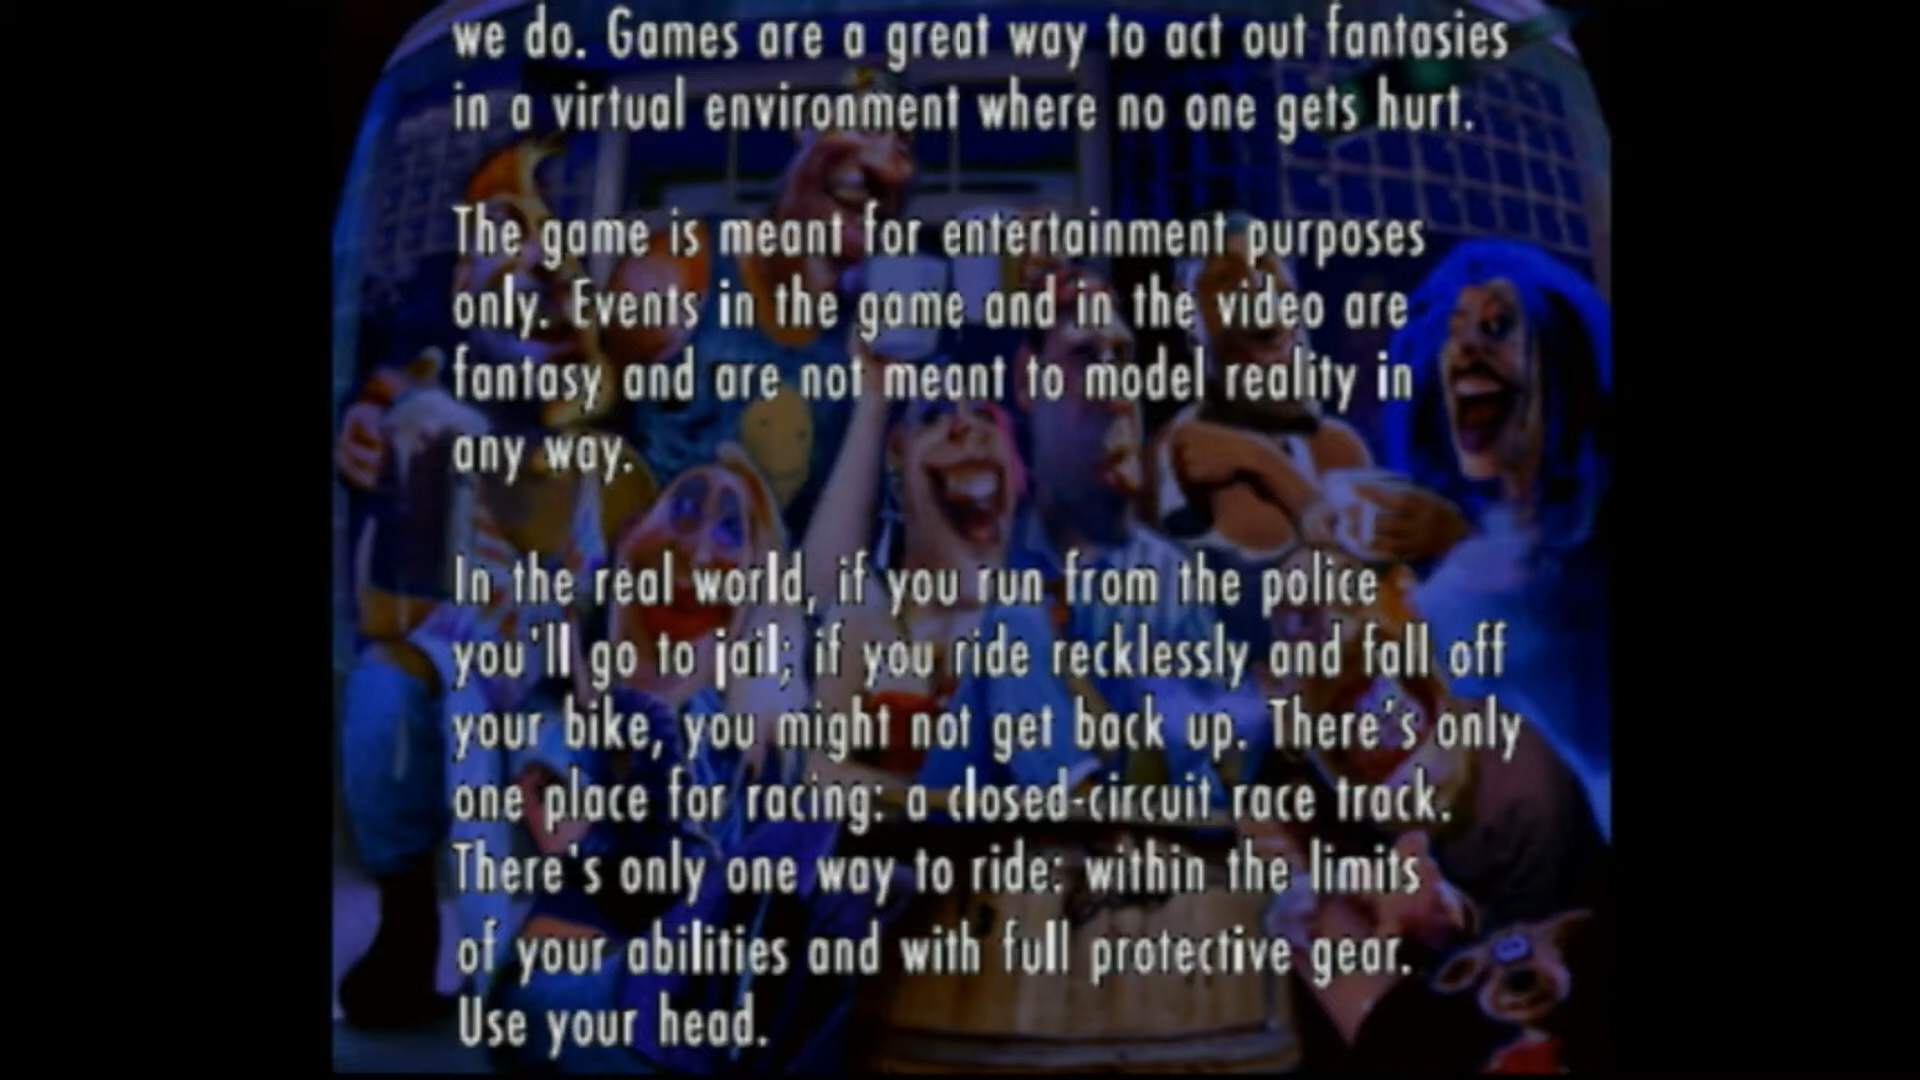 we do. Games are a great way to act out fantasies
in a virtual environment where no one gets hurt.
The game is meant for entertainment purposes
only. Events in the game and in the video are
fantasy and are not meant to model reality in
any way.
In the real world, if you run from the police
you'll go to jail; if you ride recklessly and fall off
your bike, you might not get back up. There's only
one place for racing: a closed-circuit race track.
There's only one way to ride: within the limits
of your abilities and with full protective gear.
Use your head.